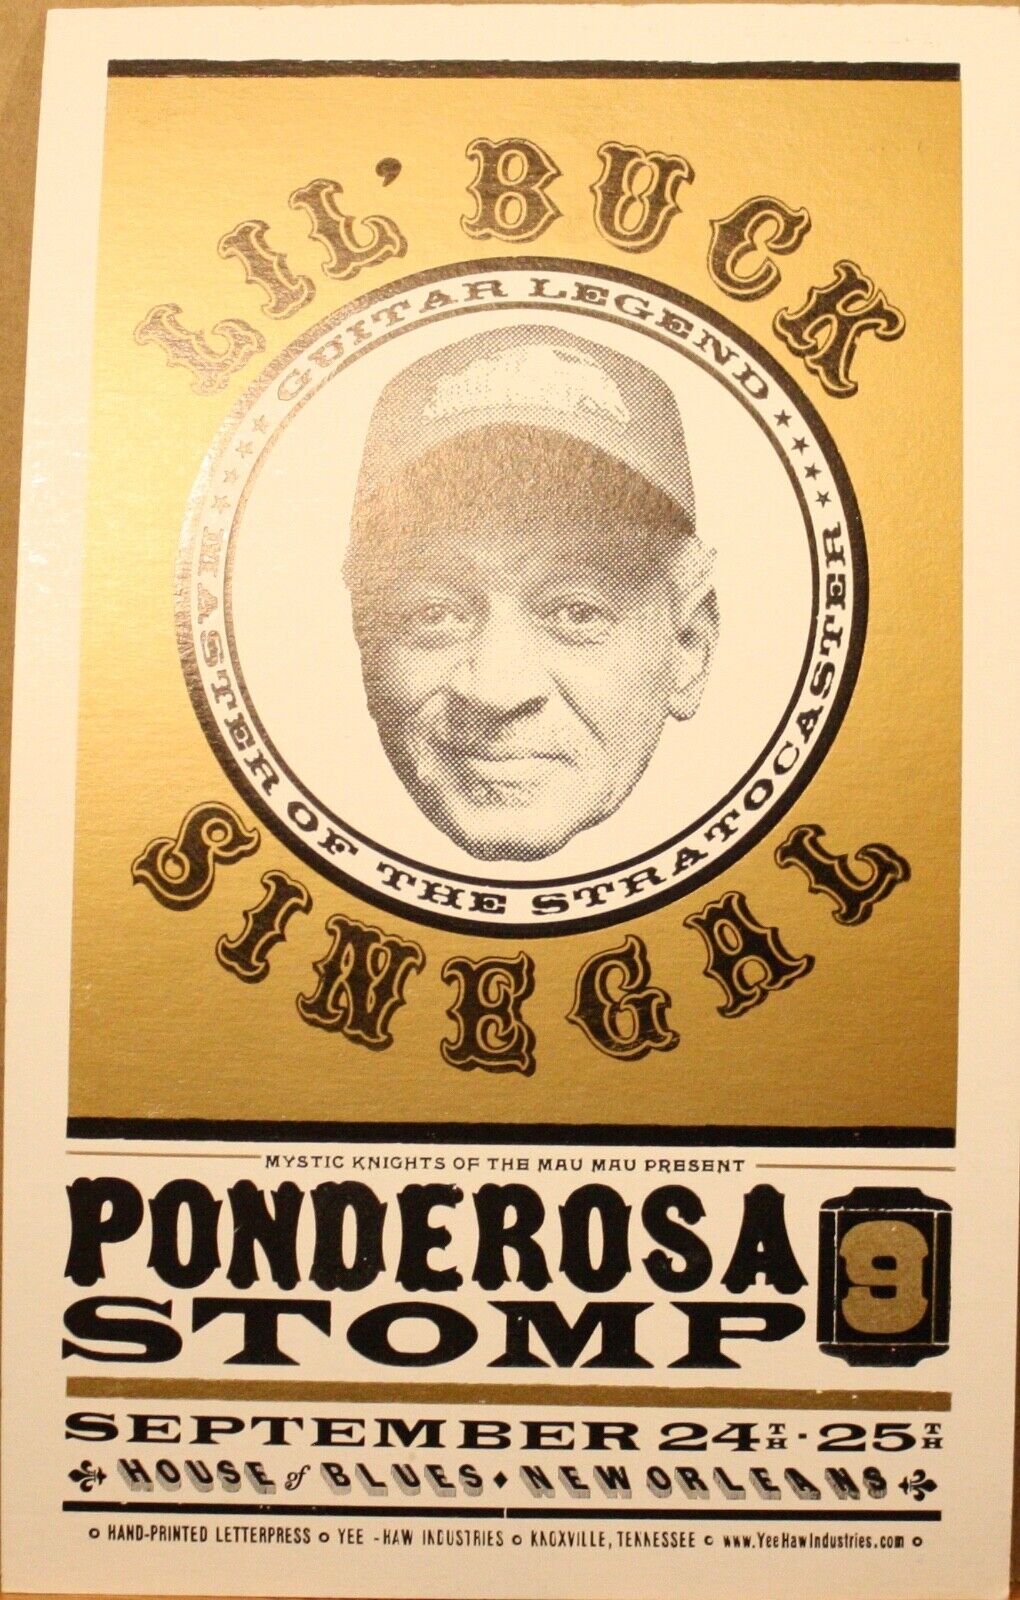 LIL' BUCK
GUITAR LEGEND
MASTER OF THE STRATOCASTER
SINEGAL
MYSTIC KNIGHTS OF THE MAU MAU PRESENT
PONDEROSA
STOMP
9
SEPTEMBER 24TH · 25TH
HOUSE of BLUES ♦ NEW ORLEANS
HAND-PRINTED LETTERPRESS o YEE-HAW INDUSTRIES o KNOXVILLE, TENNESSEE o www.YeeHawIndustries.com